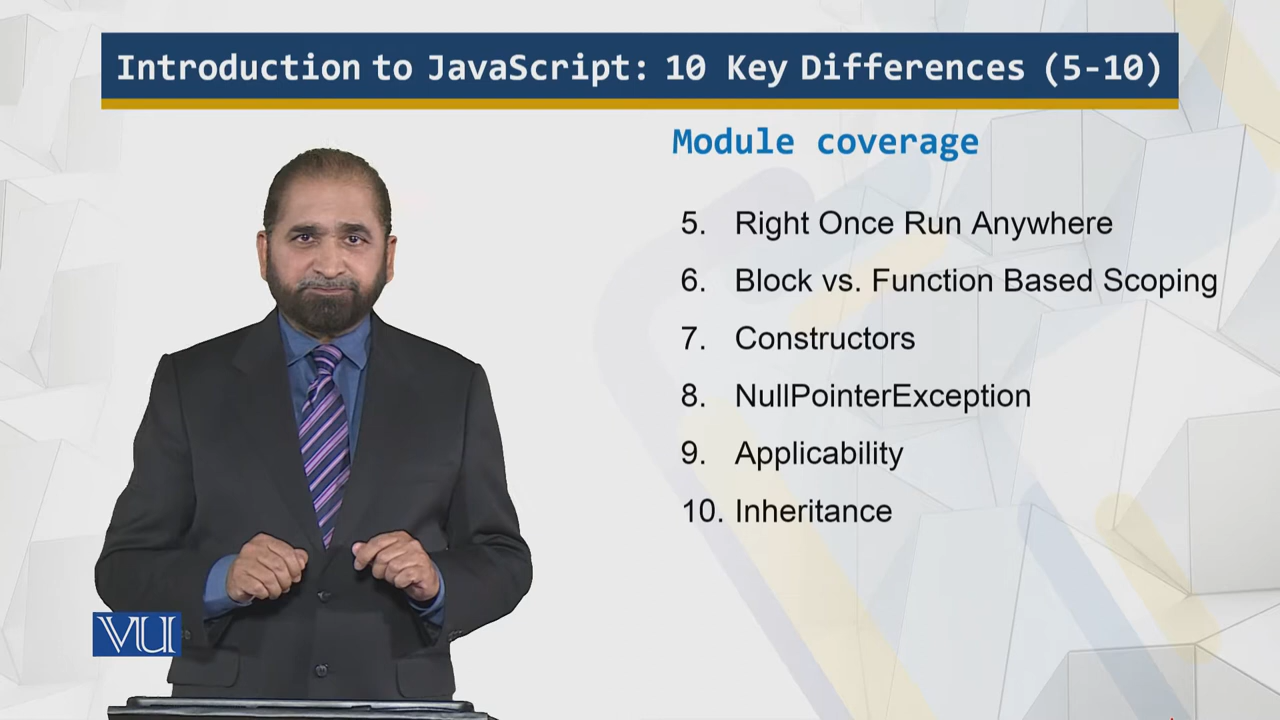 Introduction to JavaScript: 10 Key Differences (5-10)
Module coverage
5. Right Once Run Anywhere
6. Block vs. Function Based Scoping
7. Constructors
8. NullPointerException
9. Applicability
10. Inheritance
VU